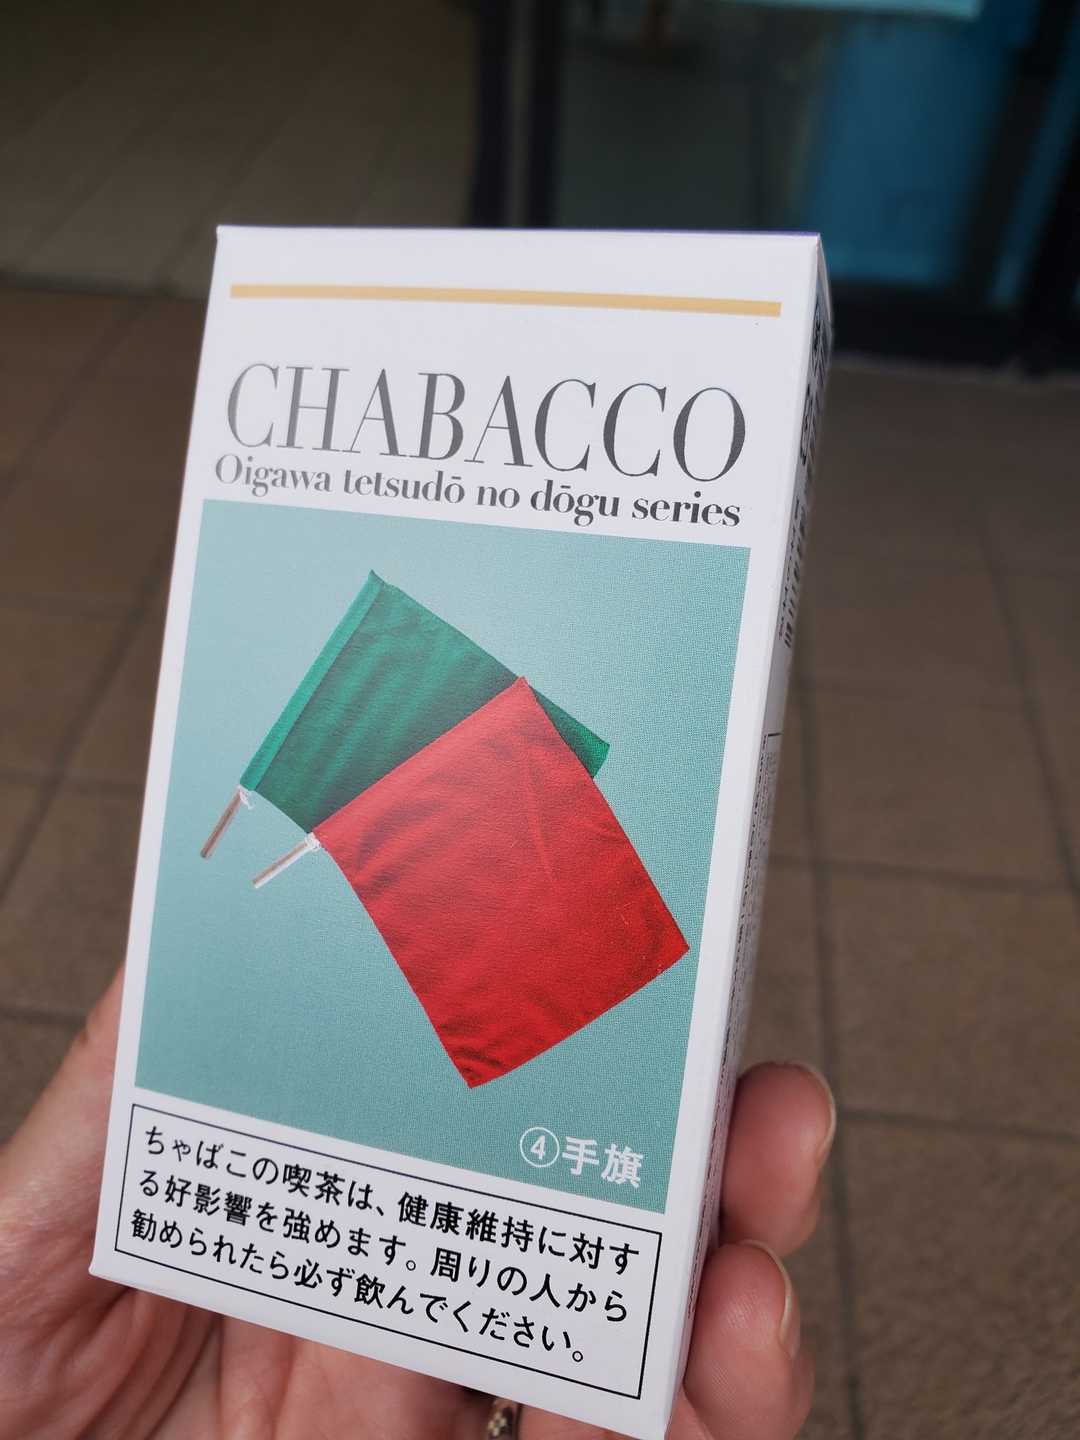 CHABACCO
Oigawa tetsudō no dōgu series
④手旗
ちゃばこの喫茶は、健康維持に対す
る好影響を強めます。周りの人から
勧められたら必ず飲んでください。